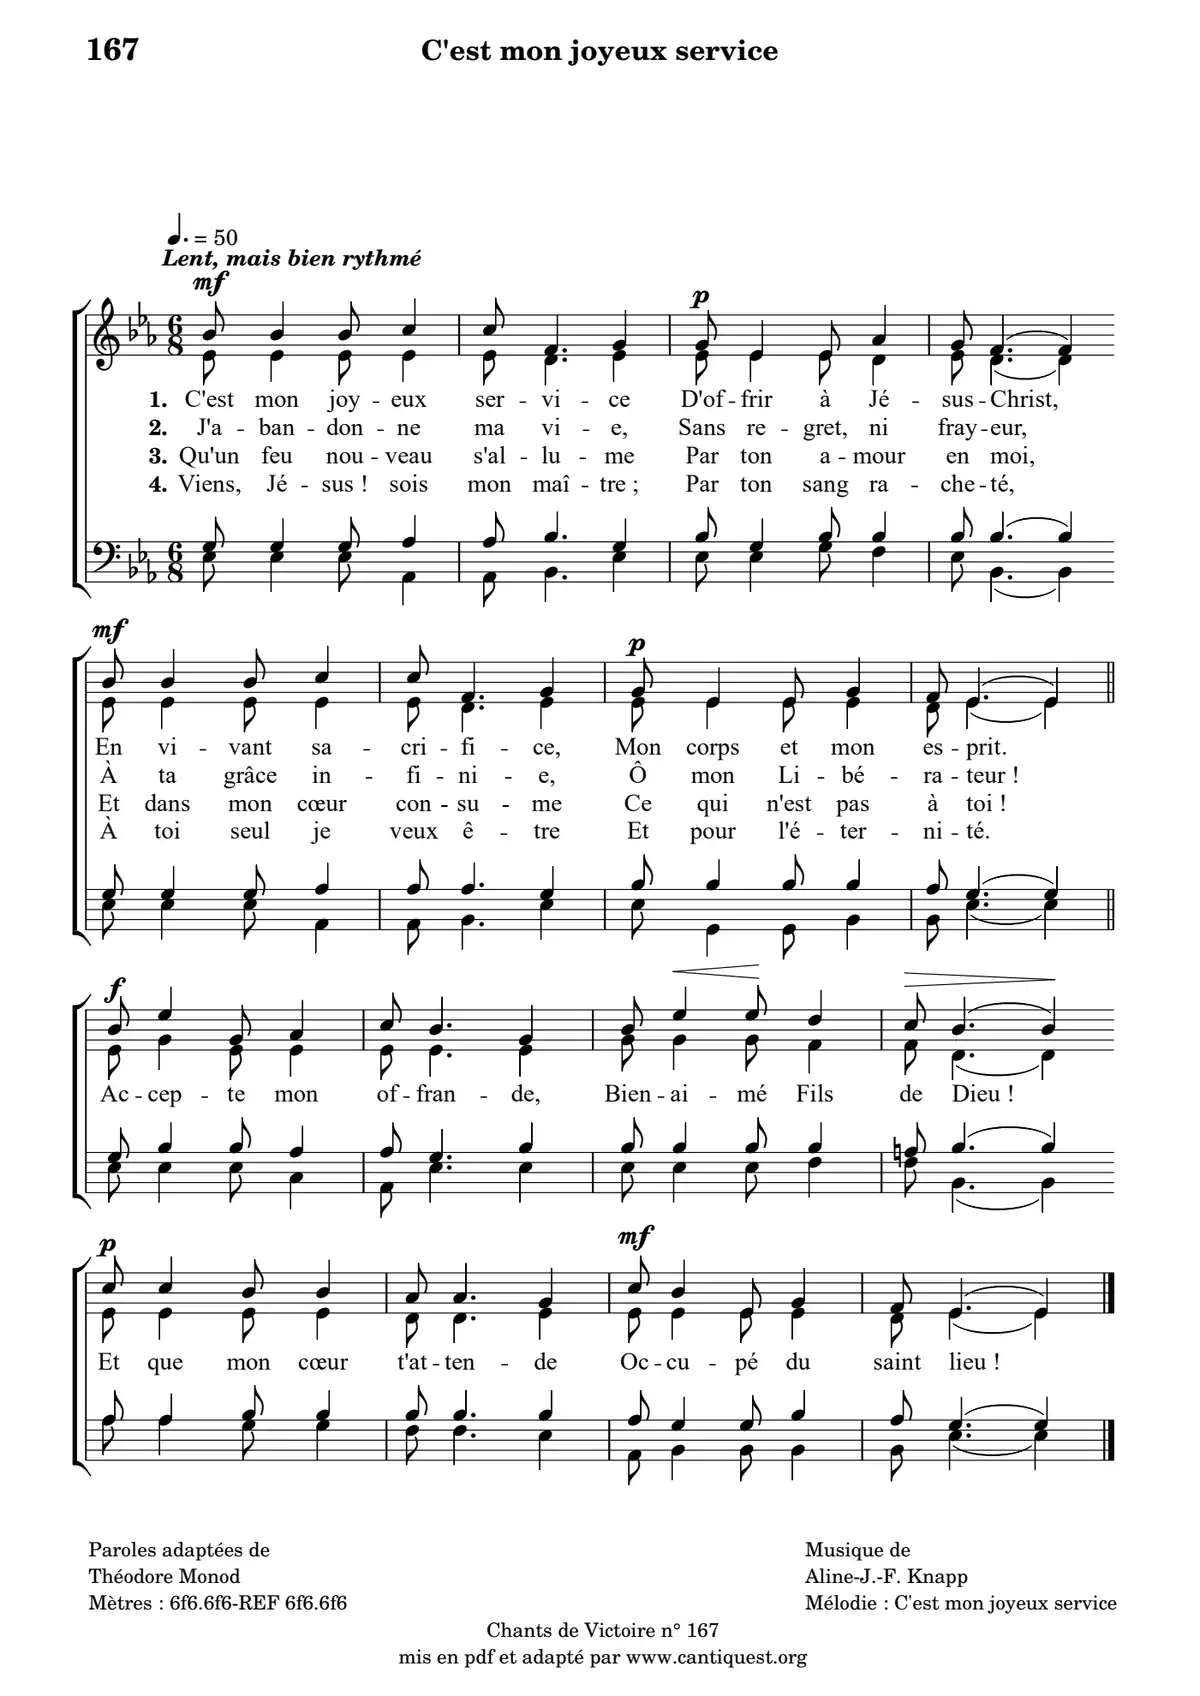 167 C'est mon joyeux service
= 50
Lent, mais bien rythmé
mf p
6 8
1. C'est mon joy - eux ser - vi - ce D'of - frir à Jé - sus - Christ,
2. J'a - ban - don - ne ma vi - e, Sans re - gret, ni fray - eur,
3. Qu'un feu nou - veau s'al - lu - me Par ton a - mour en moi,
4. Viens, Jé - sus ! sois mon maî - tre ; Par ton sang ra - che - té,
6 8
mf p
En vi - vant sa - cri - fi - ce, Mon corps et mon es - prit.
À ta grâce in - fi - ni - e, Ô mon Li - bé - ra - teur !
Et dans mon cœur con - su - me Ce qui n'est pas à toi !
À toi seul je veux ê - tre Et pour l'é - ter - ni - té.
f
Ac - cep - te mon of - fran - de, Bien - ai - mé Fils de Dieu !
p mf
Et que mon cœur t'at - ten - de Oc - cu - pé du saint lieu !
Paroles adaptées de
Théodore Monod
Mètres : 6f6.6f6-REF 6f6.6f6
Musique de
Aline-J.-F. Knapp
Mélodie : C'est mon joyeux service
Chants de Victoire n° 167
mis en pdf et adapté par www.cantiquest.org